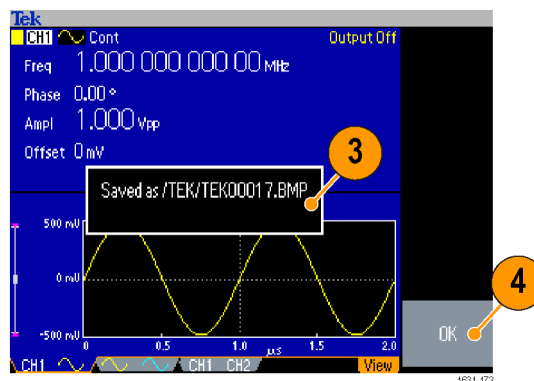 Tek
CH1 Cont Output Off
Freq 1.000 000 000 00 MHz
Phase 0.00 °
Ampl 1.000 Vpp
Offset 0 mV
3
Saved as /TEK/TEK00017.BMP
500 mV
0 mV
-500 mV
0 0.5 1.0 1.5 2.0
µs
4
OK
CH1 CH1 CH2 View
1631-173